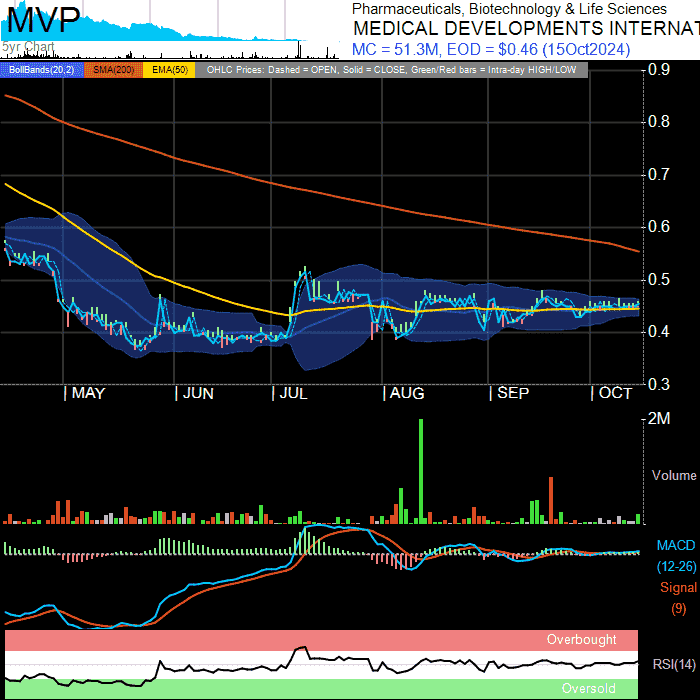 MVP
5yr Chart
Pharmaceuticals, Biotechnology & Life Sciences
MEDICAL DEVELOPMENTS INTERNAT
MC = 51.3M, EOD = $0.46 (15Oct2024)
BollBands(20,2) SMA(200) EMA(50) OHLC Prices: Dashed = OPEN, Solid = CLOSE, Green/Red bars = Intra-day HIGH/LOW
0.9
0.8
0.7
0.6
0.5
0.4
0.3
MAY JUN JUL AUG SEP OCT
2M
Volume
MACD
(12-26)
Signal
(9)
Overbought
RSI(14)
Oversold